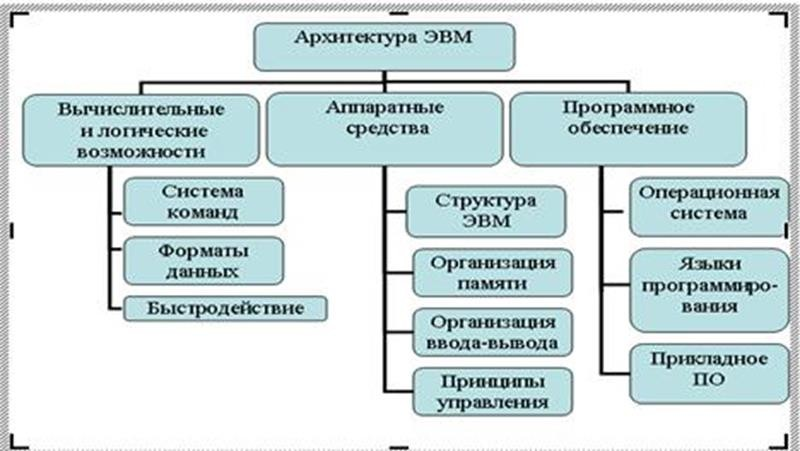 Архитектура ЭВМ
Вычислительные
и логические
возможности
Система
команд
Форматы
данных
Быстродействие
Аппаратные
средства
Структура
ЭВМ
Организация
памяти
Организация
ввода-вывода
Принципы
управления
Программное
обеспечение
Операционная
система
Языки
программиро-
вания
Прикладное
ПО